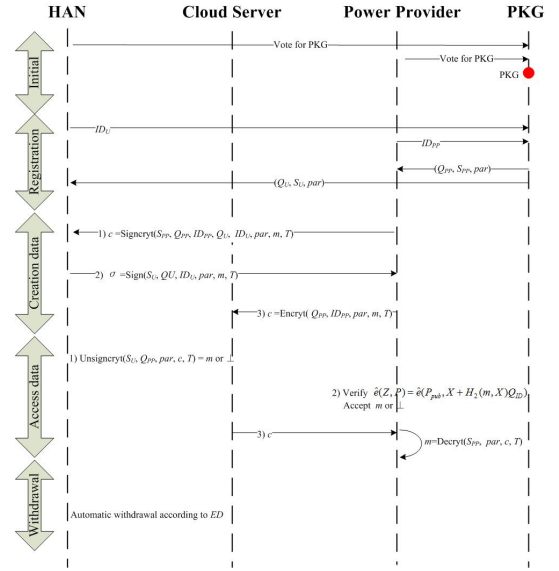 HAN Cloud Server Power Provider PKG
Initial
Vote for PKG
Vote for PKG
PKG
Registration
ID_U
ID_PP
(Q_PP, S_PP, par)
(Q_U, S_U, par)
Creation data
1) c =Signcryt(S_PP, Q_PP, ID_PP, Q_U, ID_U, par, m, T)
2) σ =Sign(S_U, QU, ID_U, par, m, T)
3) c =Encryt( Q_PP, ID_PP, par, m, T)
Access data
1) Unsigncryt(S_U, Q_PP, par, c, T) = m or ⊥
2) Verify ê(Z, P) = ê(P_pub, X + H_2(m, X)Q_ID)
Accept m or ⊥
3) c
m=Decryt(S_PP, par, c, T)
Withdrawal
Automatic withdrawal according to ED